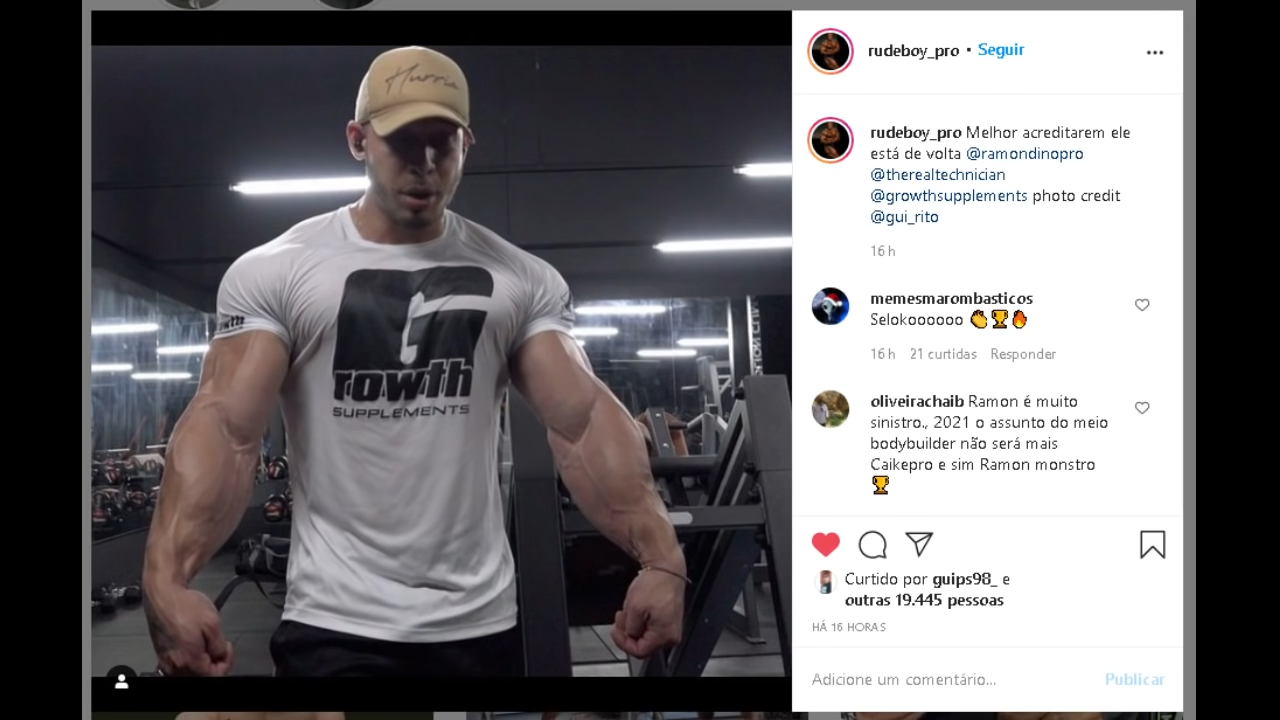 Hurric
rowth
SUPPLEMENTS
rudeboy_pro • Seguir
rudeboy_pro Melhor acreditarem ele
está de volta @ramondinopro
@therealtechnician
@growthsupplements photo credit
@gui_rito
16 h
memesmarombasticos
Selokoooooo 👏🏆🔥
16 h 21 curtidas Responder
oliveirachaib Ramon é muito
sinistro., 2021 o assunto do meio
bodybuilder não será mais
Caikepro e sim Ramon monstro
🏆
Curtido por guips98_ e
outras 19.445 pessoas
HÁ 16 HORAS
Adicione um comentário... Publicar